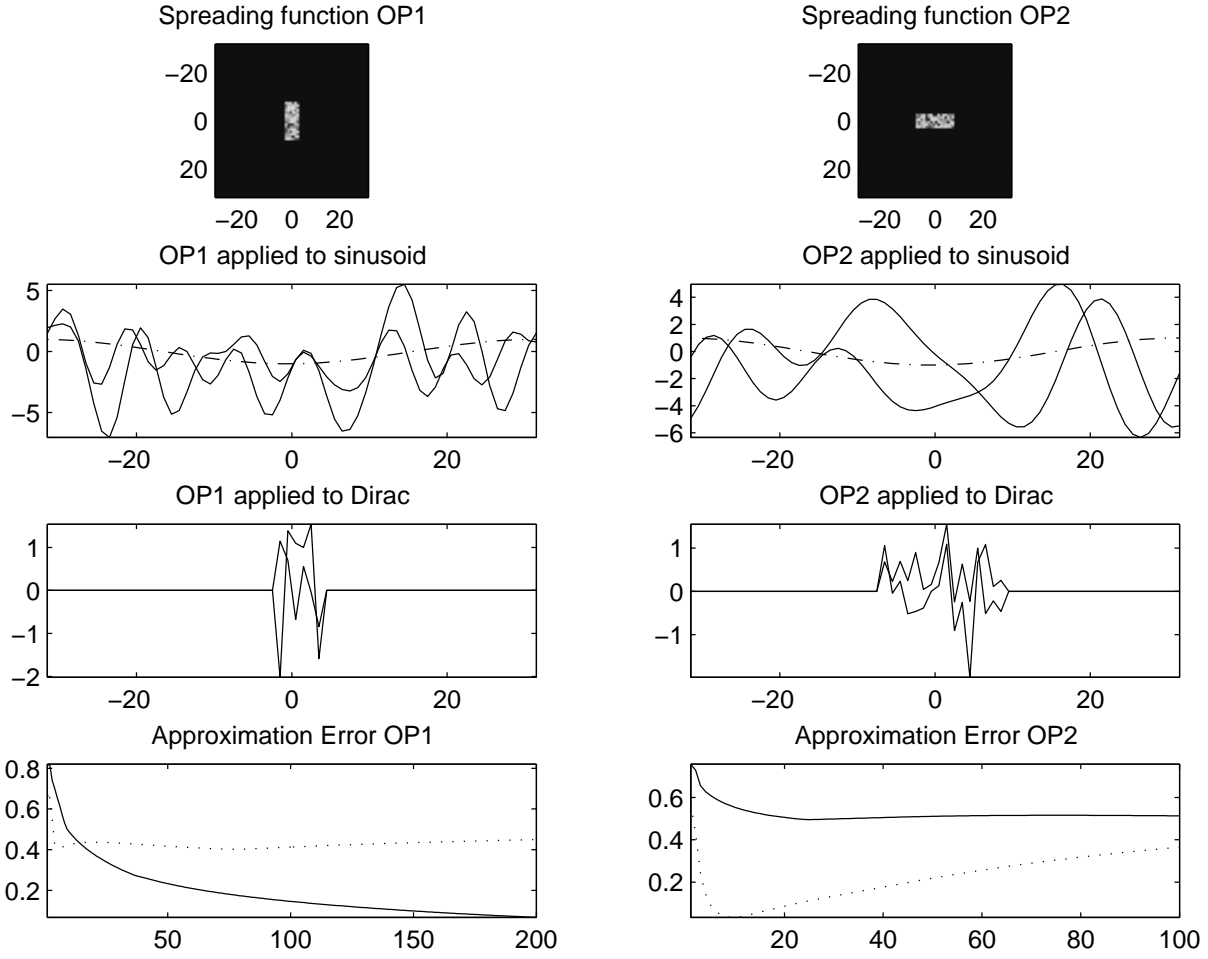 Spreading function OP1
−20
0
20
−20 0 20
Spreading function OP2
−20
0
20
−20 0 20
OP1 applied to sinusoid
5
0
−5
−20 0 20
OP2 applied to sinusoid
4
2
0
−2
−4
−6
−20 0 20
OP1 applied to Dirac
1
0
−1
−2
−20 0 20
OP2 applied to Dirac
1
0
−1
−20 0 20
Approximation Error OP1
0.8
0.6
0.4
0.2
50 100 150 200
Approximation Error OP2
0.6
0.4
0.2
20 40 60 80 100